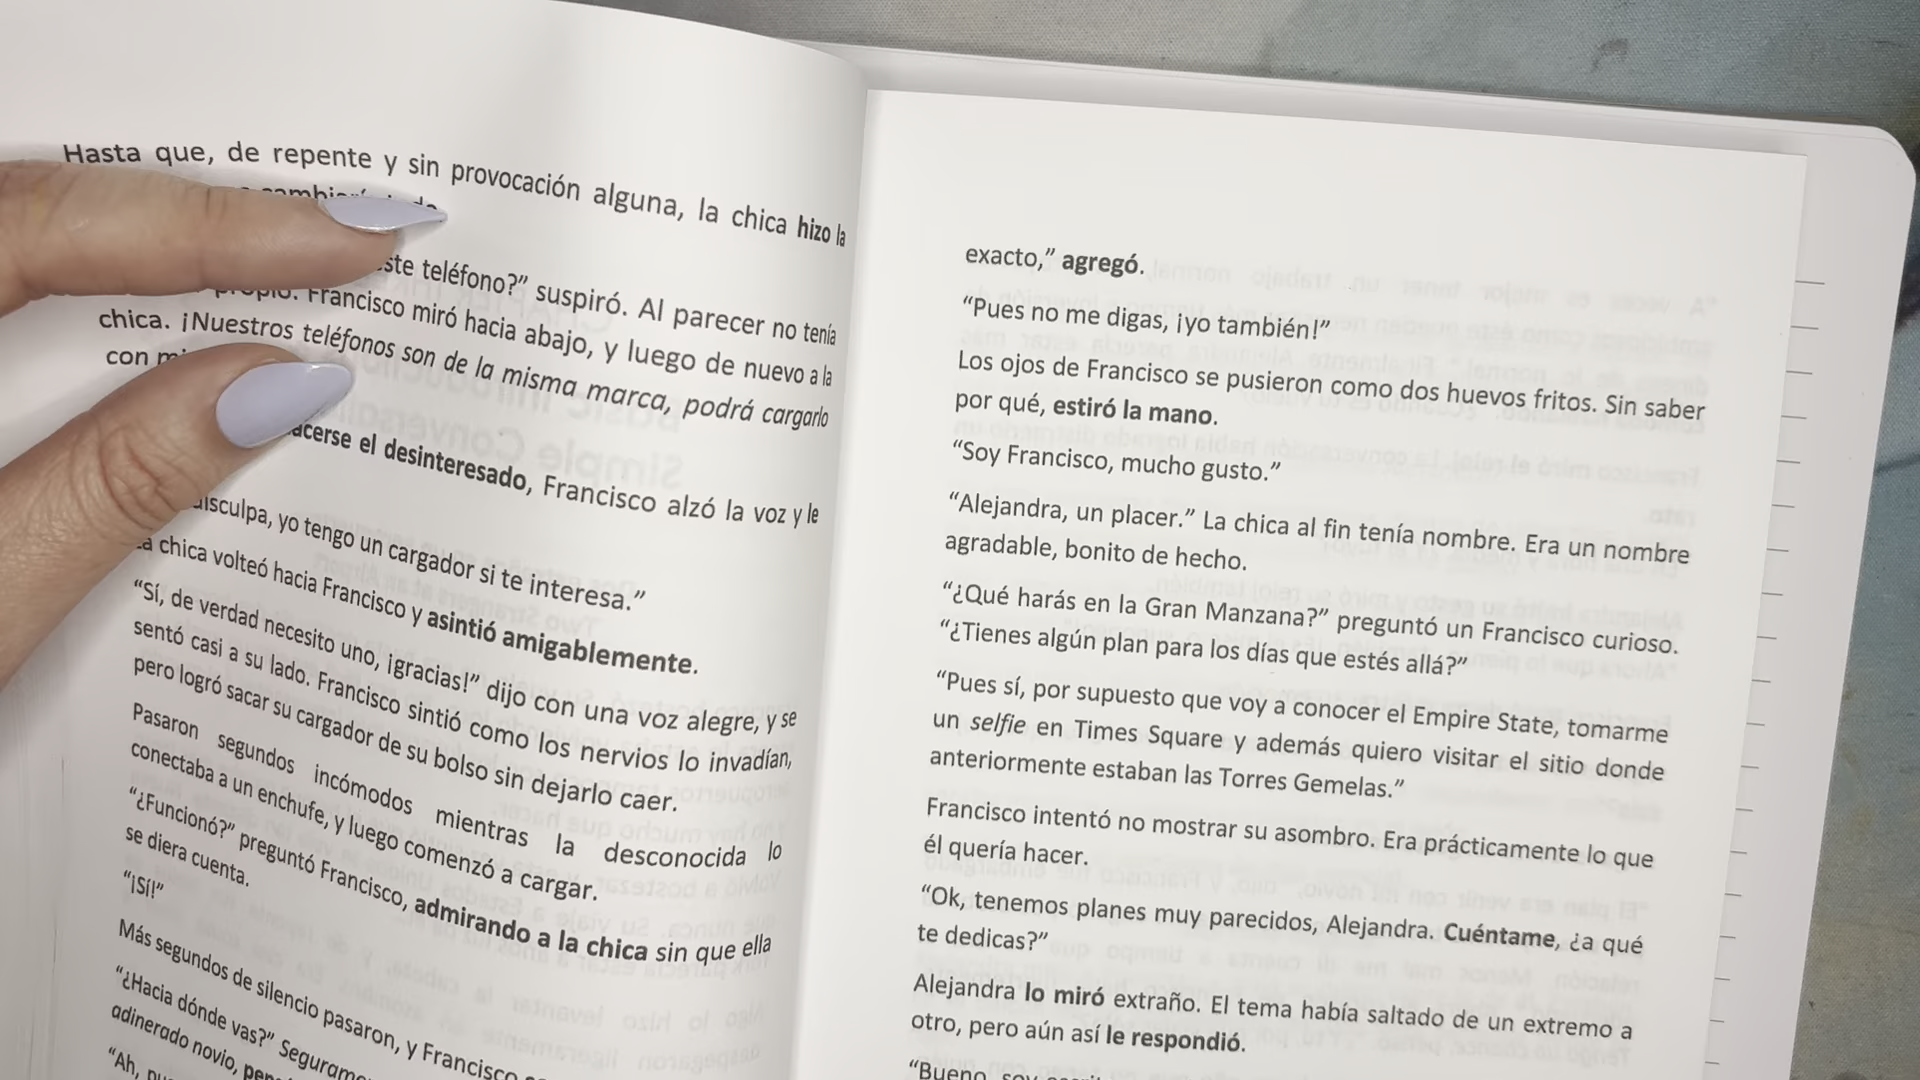 Hasta que, de repente y sin provocación alguna, la chica hizo la
teléfono?” suspiró. Al parecer no tenía
propio. Francisco miró hacia abajo, y luego de nuevo a la
chica. ¡Nuestros teléfonos son de la misma marca, podrá cargarlo
con
el desinteresado, Francisco alzó la voz y le
disculpa, yo tengo un cargador si te interesa.”
La chica volteó hacia Francisco y asintió amigablemente.
“Sí, de verdad necesito uno, ¡gracias!” dijo con una voz alegre, y se
sentó casi a su lado. Francisco sintió como los nervios lo invadían,
pero logró sacar su cargador de su bolso sin dejarlo caer.
Pasaron segundos incómodos mientras la desconocida lo
conectaba a un enchufe, y luego comenzó a cargar.
“¿Funcionó?” preguntó Francisco, admirando a la chica sin que ella
se diera cuenta.
“¡Sí!”
Más segundos de silencio pasaron, y Francisco
“¿Hacia dónde vas?”
adinerado novio,
“Ah,
exacto,” agregó.
“Pues no me digas, ¡yo también!”
Los ojos de Francisco se pusieron como dos huevos fritos. Sin saber
por qué, estiró la mano.
“Soy Francisco, mucho gusto.”
“Alejandra, un placer.” La chica al fin tenía nombre. Era un nombre
agradable, bonito de hecho.
“¿Qué harás en la Gran Manzana?” preguntó un Francisco curioso.
“¿Tienes algún plan para los días que estés allá?”
“Pues sí, por supuesto que voy a conocer el Empire State, tomarme
un selfie en Times Square y además quiero visitar el sitio donde
anteriormente estaban las Torres Gemelas.”
Francisco intentó no mostrar su asombro. Era prácticamente lo que
él quería hacer.
“Ok, tenemos planes muy parecidos, Alejandra. Cuéntame, ¿a qué
te dedicas?”
Alejandra lo miró extraño. El tema había saltado de un extremo a
otro, pero aún así le respondió.
“Bueno, soy